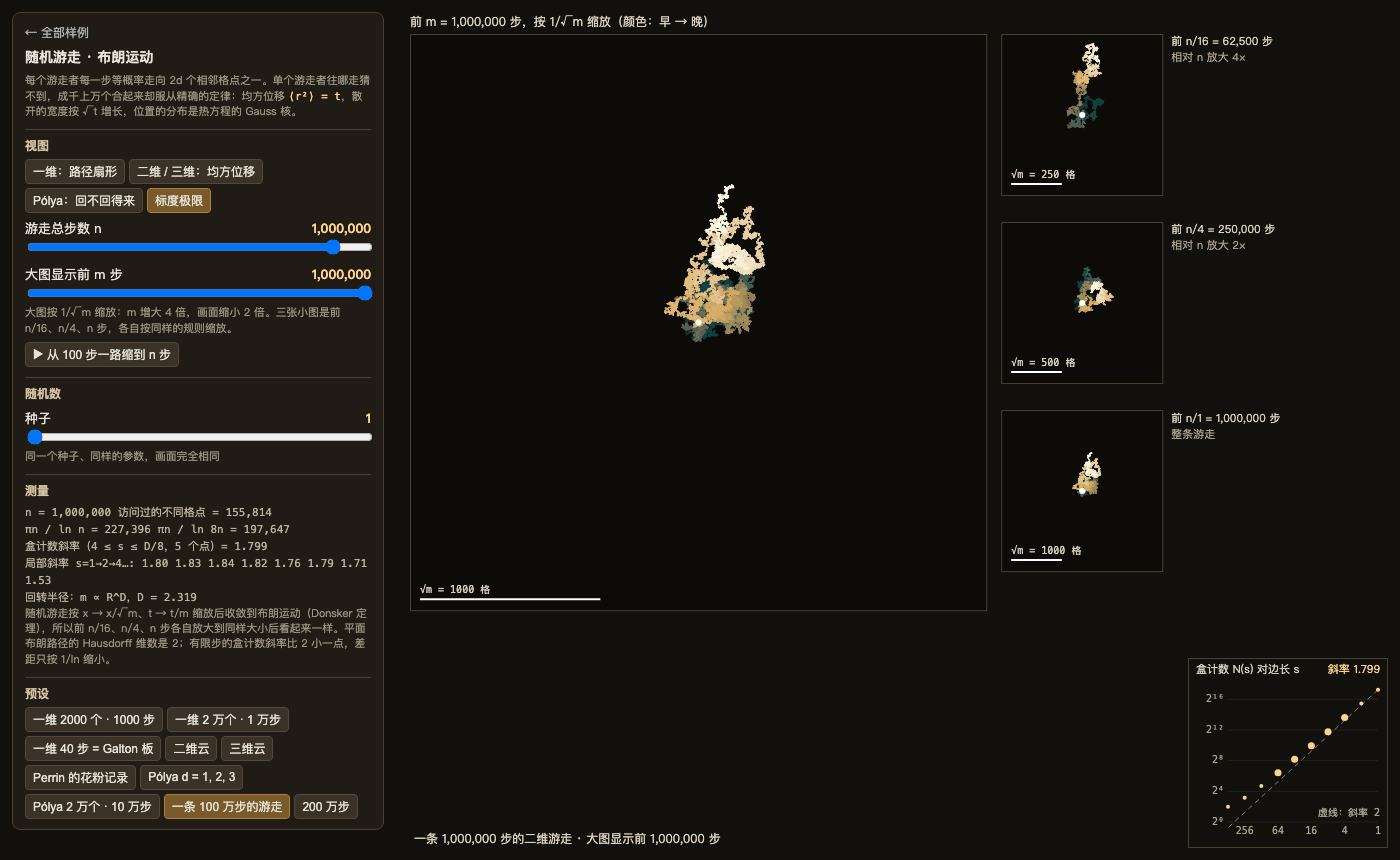 ← 全部样例
随机游走 · 布朗运动
每个游走者每一步等概率走向 2d 个相邻格点之一。单个游走者往哪走猜
不到，成千上万个合起来却服从精确的定律：均方位移 ⟨r²⟩ = t，散
开的宽度按 √t 增长，位置的分布是热方程的 Gauss 核。
视图
一维：路径扇形
二维 / 三维：均方位移
Pólya：回不回得来
标度极限
游走总步数 n 1,000,000
大图显示前 m 步 1,000,000
大图按 1/√m 缩放：m 增大 4 倍，画面缩小 2 倍。三张小图是前
n/16、n/4、n 步，各自按同样的规则缩放。
▶ 从 100 步一路缩到 n 步
随机数
种子 1
同一个种子、同样的参数，画面完全相同
测量
n = 1,000,000 访问过的不同格点 = 155,814
πn / ln n = 227,396 πn / ln 8n = 197,647
盒计数斜率（4 ≤ s ≤ D/8，5 个点）= 1.799
局部斜率 s=1→2→4…: 1.80 1.83 1.84 1.82 1.76 1.79 1.71
1.53
回转半径：m ∝ R^D, D = 2.319
随机游走按 x → x/√m、t → t/m 缩放后收敛到布朗运动（Donsker 定
理），所以前 n/16、n/4、n 步各自放大到同样大小后看起来一样。平面
布朗路径的 Hausdorff 维数是 2；有限步的盒计数斜率比 2 小一点，差
距只按 1/ln 缩小。
预设
一维 2000 个 · 1000 步
一维 2 万个 · 1 万步
一维 40 步 = Galton 板
二维云
三维云
Perrin 的花粉记录
Pólya d = 1, 2, 3
Pólya 2 万个 · 10 万步
一条 100 万步的游走
200 万步
前 m = 1,000,000 步，按 1/√m 缩放（颜色：早 → 晚）
√m = 1000 格
前 n/16 = 62,500 步
相对 n 放大 4x
√m = 250 格
前 n/4 = 250,000 步
相对 n 放大 2x
√m = 500 格
前 n/1 = 1,000,000 步
整条游走
√m = 1000 格
盒计数 N(s) 对边长 s 斜率 1.799
2¹⁶
2¹²
2⁸
2⁴
2⁰
虚线：斜率 2
256 64 16 4 1
一条 1,000,000 步的二维游走 · 大图显示前 1,000,000 步